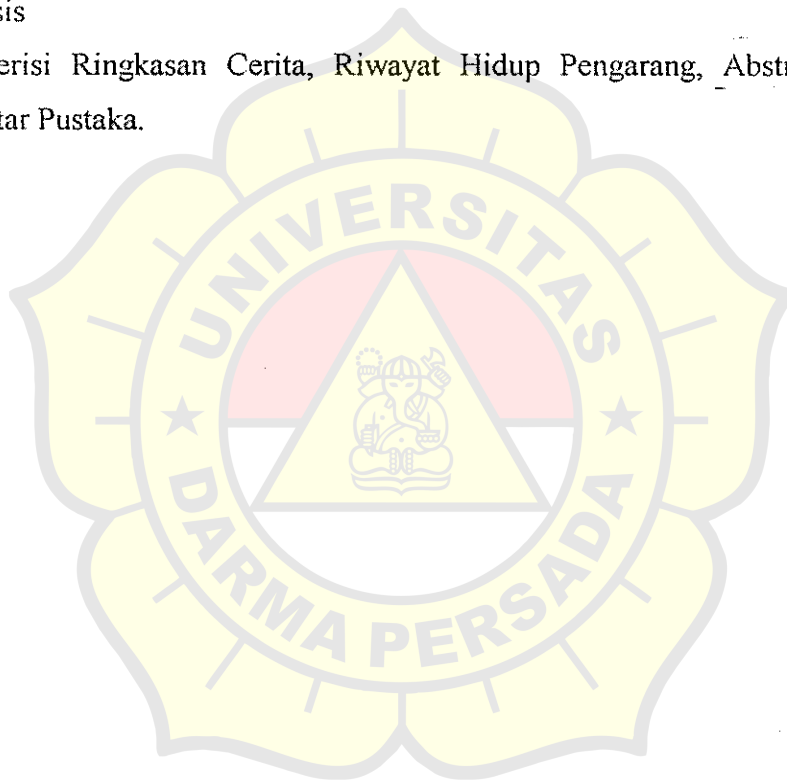 sis
erisi Ringkasan Cerita, Riwayat Hidup Pengarang, Abstr
tar Pustaka.
UNIVERSITAS
DARMA PERSADA